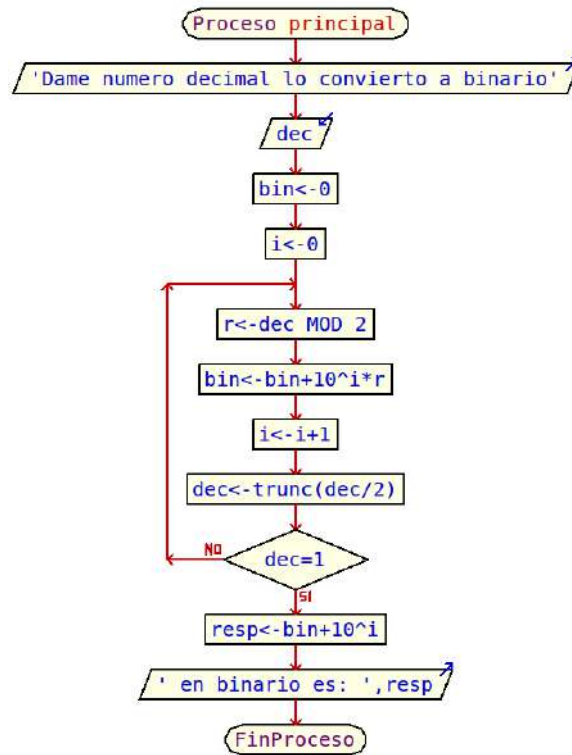 Proceso principal
'Dame numero decimal lo convierto a binario'
dec
bin<-0
i<-0
r<-dec MOD 2
bin<-bin+10^i*r
i<-i+1
dec<-trunc(dec/2)
No
dec=1
Si
resp<-bin+10^i
' en binario es: ',resp
FinProceso